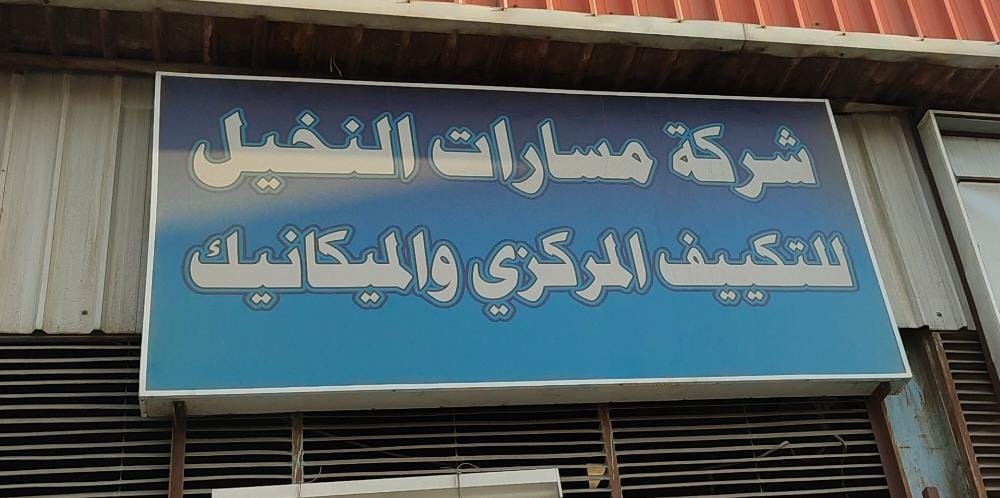 شركة مسارات النخيل
للتكييف المركزي والميكانيك